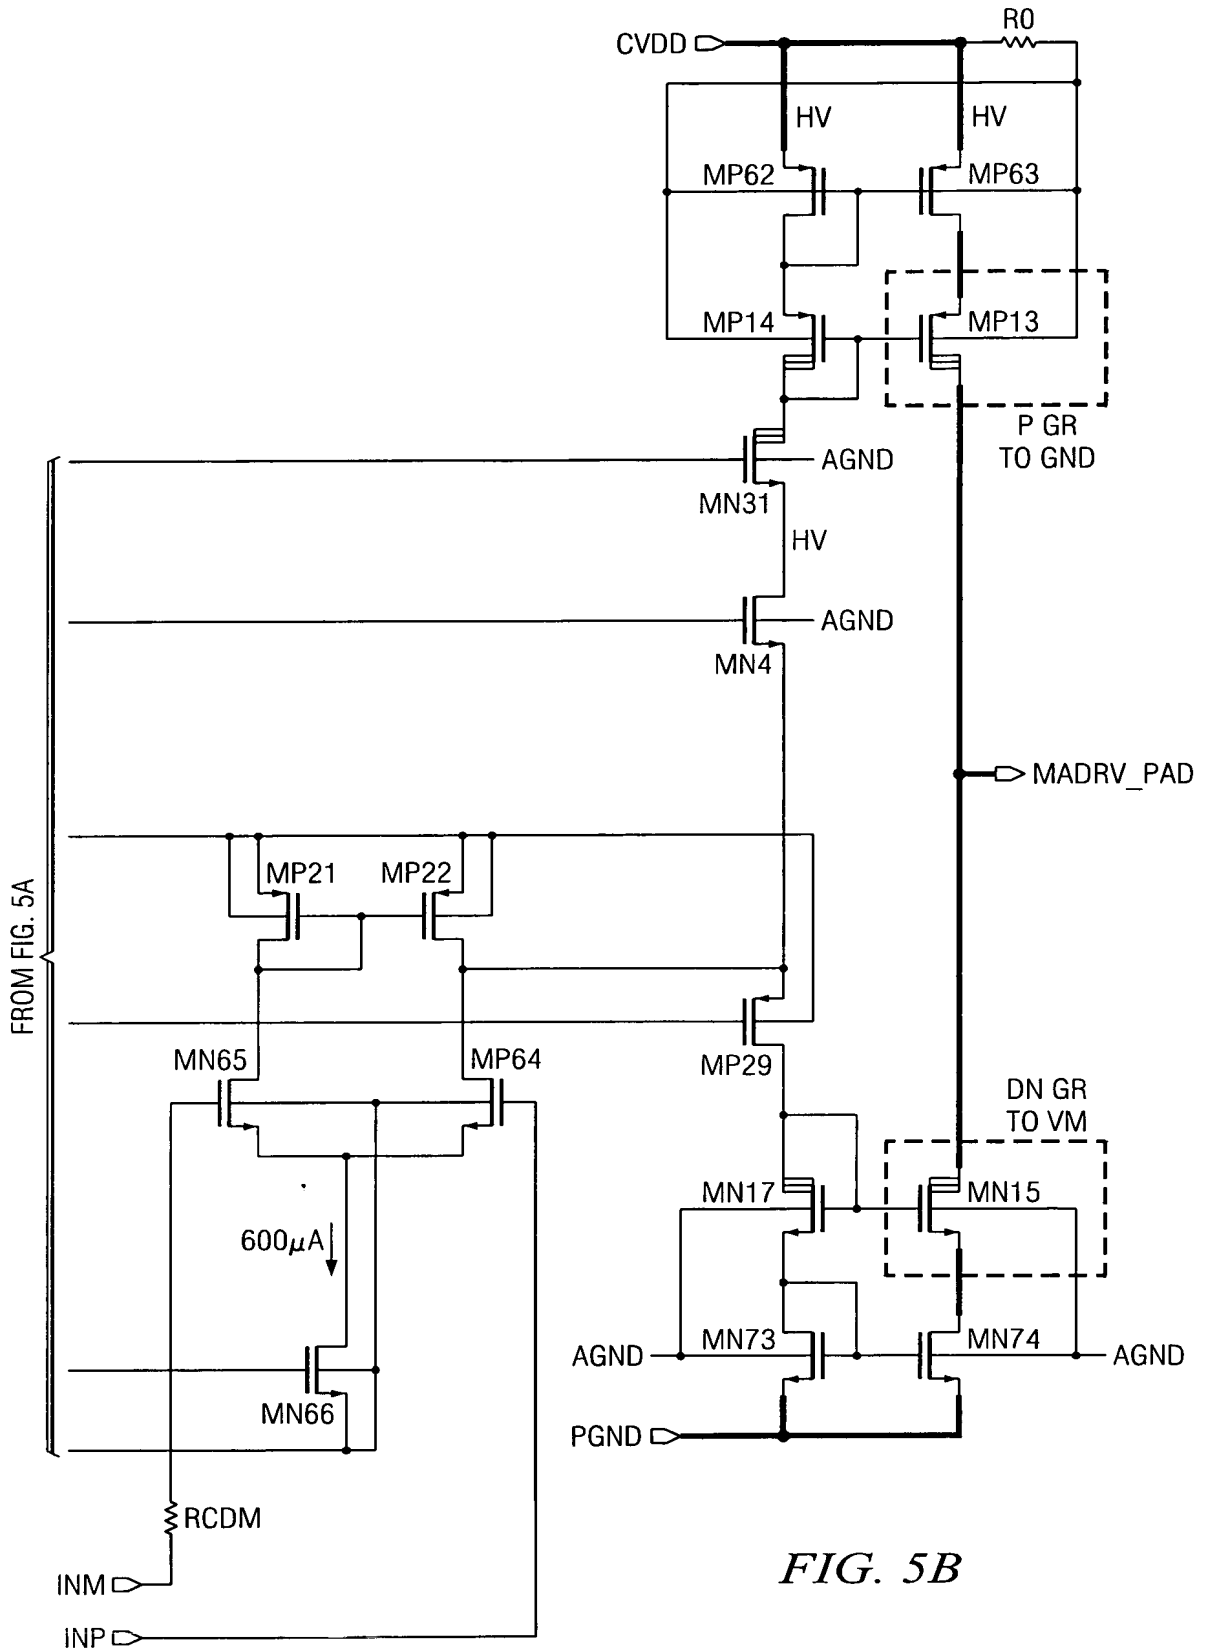 R0
CVDD
HV
HV
MP62
MP63
MP14
MP13
P GR
TO GND
AGND
MN31
HV
AGND
MN4
MADRV_PAD
MP21
MP22
FROM FIG. 5A
MN65
MP64
MP29
DN GR
TO VM
MN17
MN15
600µA
AGND
MN73
MN74
AGND
MN66
PGND
RCDM
FIG. 5B
INM
INP